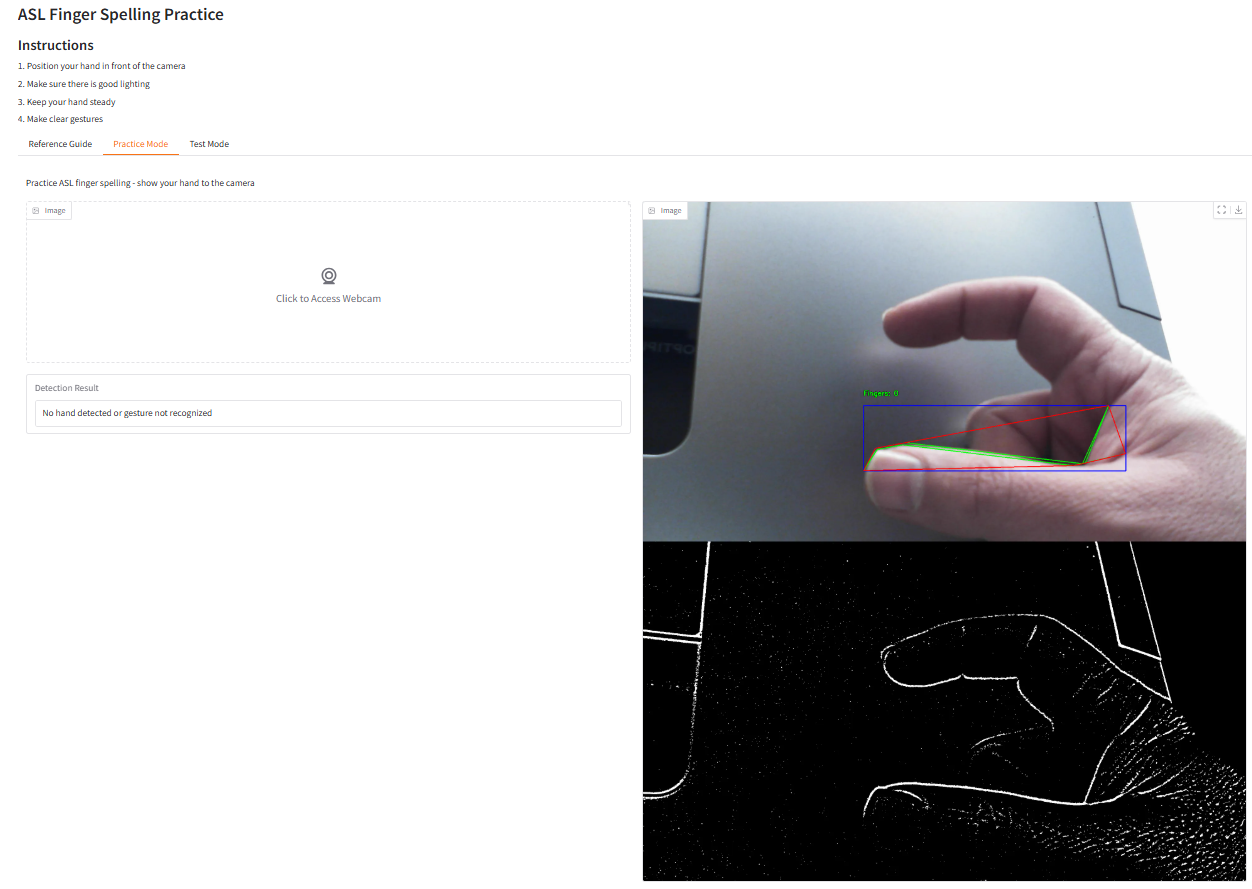 ASL Finger Spelling Practice
Instructions
1. Position your hand in front of the camera
2. Make sure there is good lighting
3. Keep your hand steady
4. Make clear gestures
Reference Guide
Practice Mode
Test Mode
Practice ASL finger spelling - show your hand to the camera
Image
Click to Access Webcam
Detection Result
No hand detected or gesture not recognized
Image
Fingers: 0